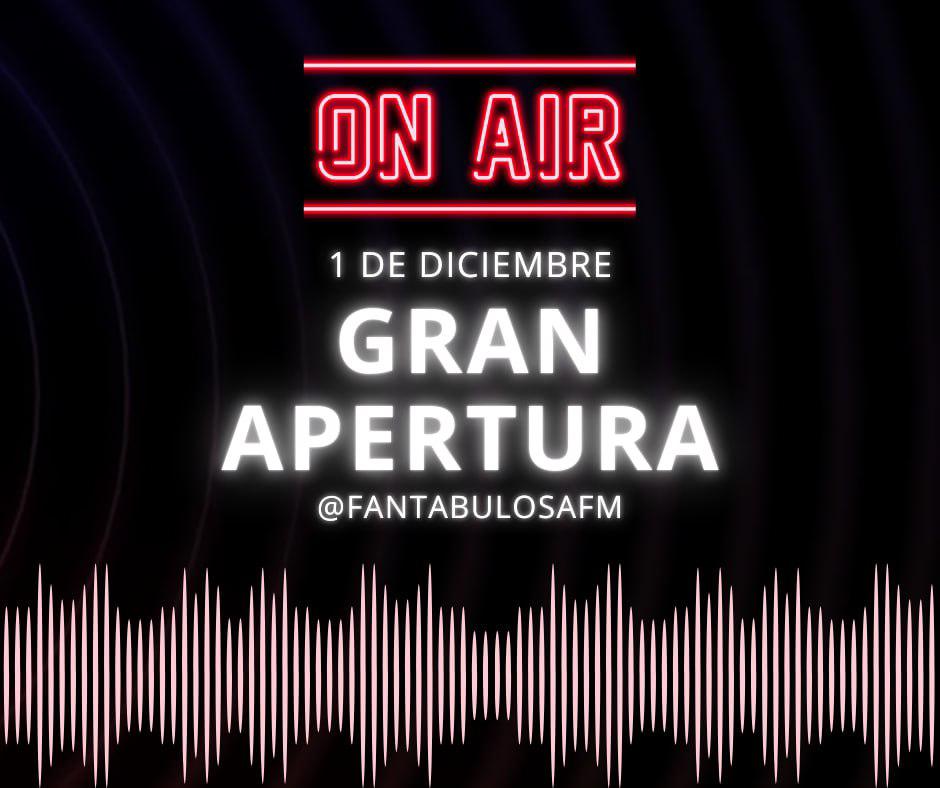 ON AIR
1 DE DICIEMBRE
GRAN
APERTURA
@FANTABULOSAFM